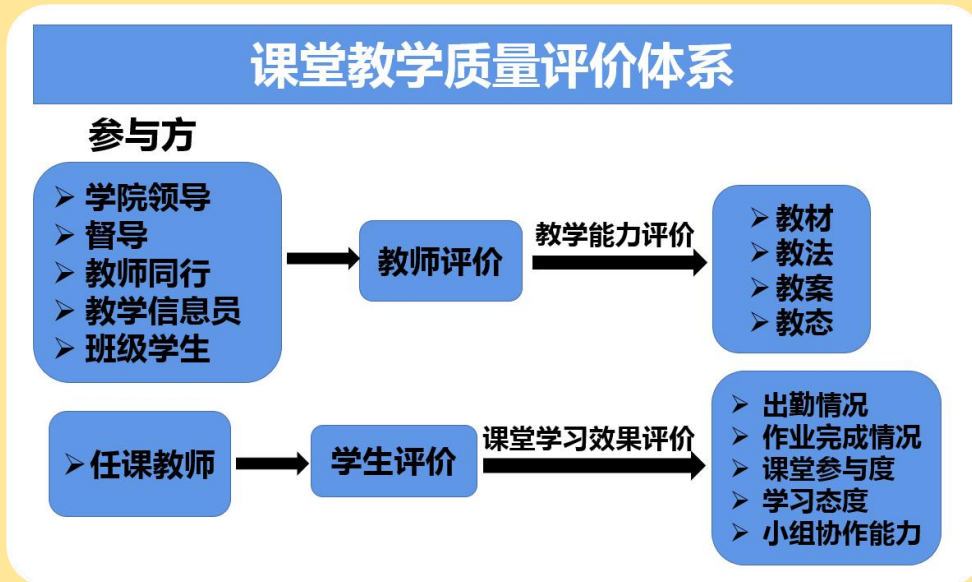 课堂教学质量评价体系
参与方
➢ 学院领导
➢ 督导
➢ 教师同行
➢ 教学信息员
➢ 班级学生
教师评价
教学能力评价
➢ 教材
➢ 教法
➢ 教案
➢ 教态
➢ 任课教师
学生评价
课堂学习效果评价
➢ 出勤情况
➢ 作业完成情况
➢ 课堂参与度
➢ 学习态度
➢ 小组协作能力